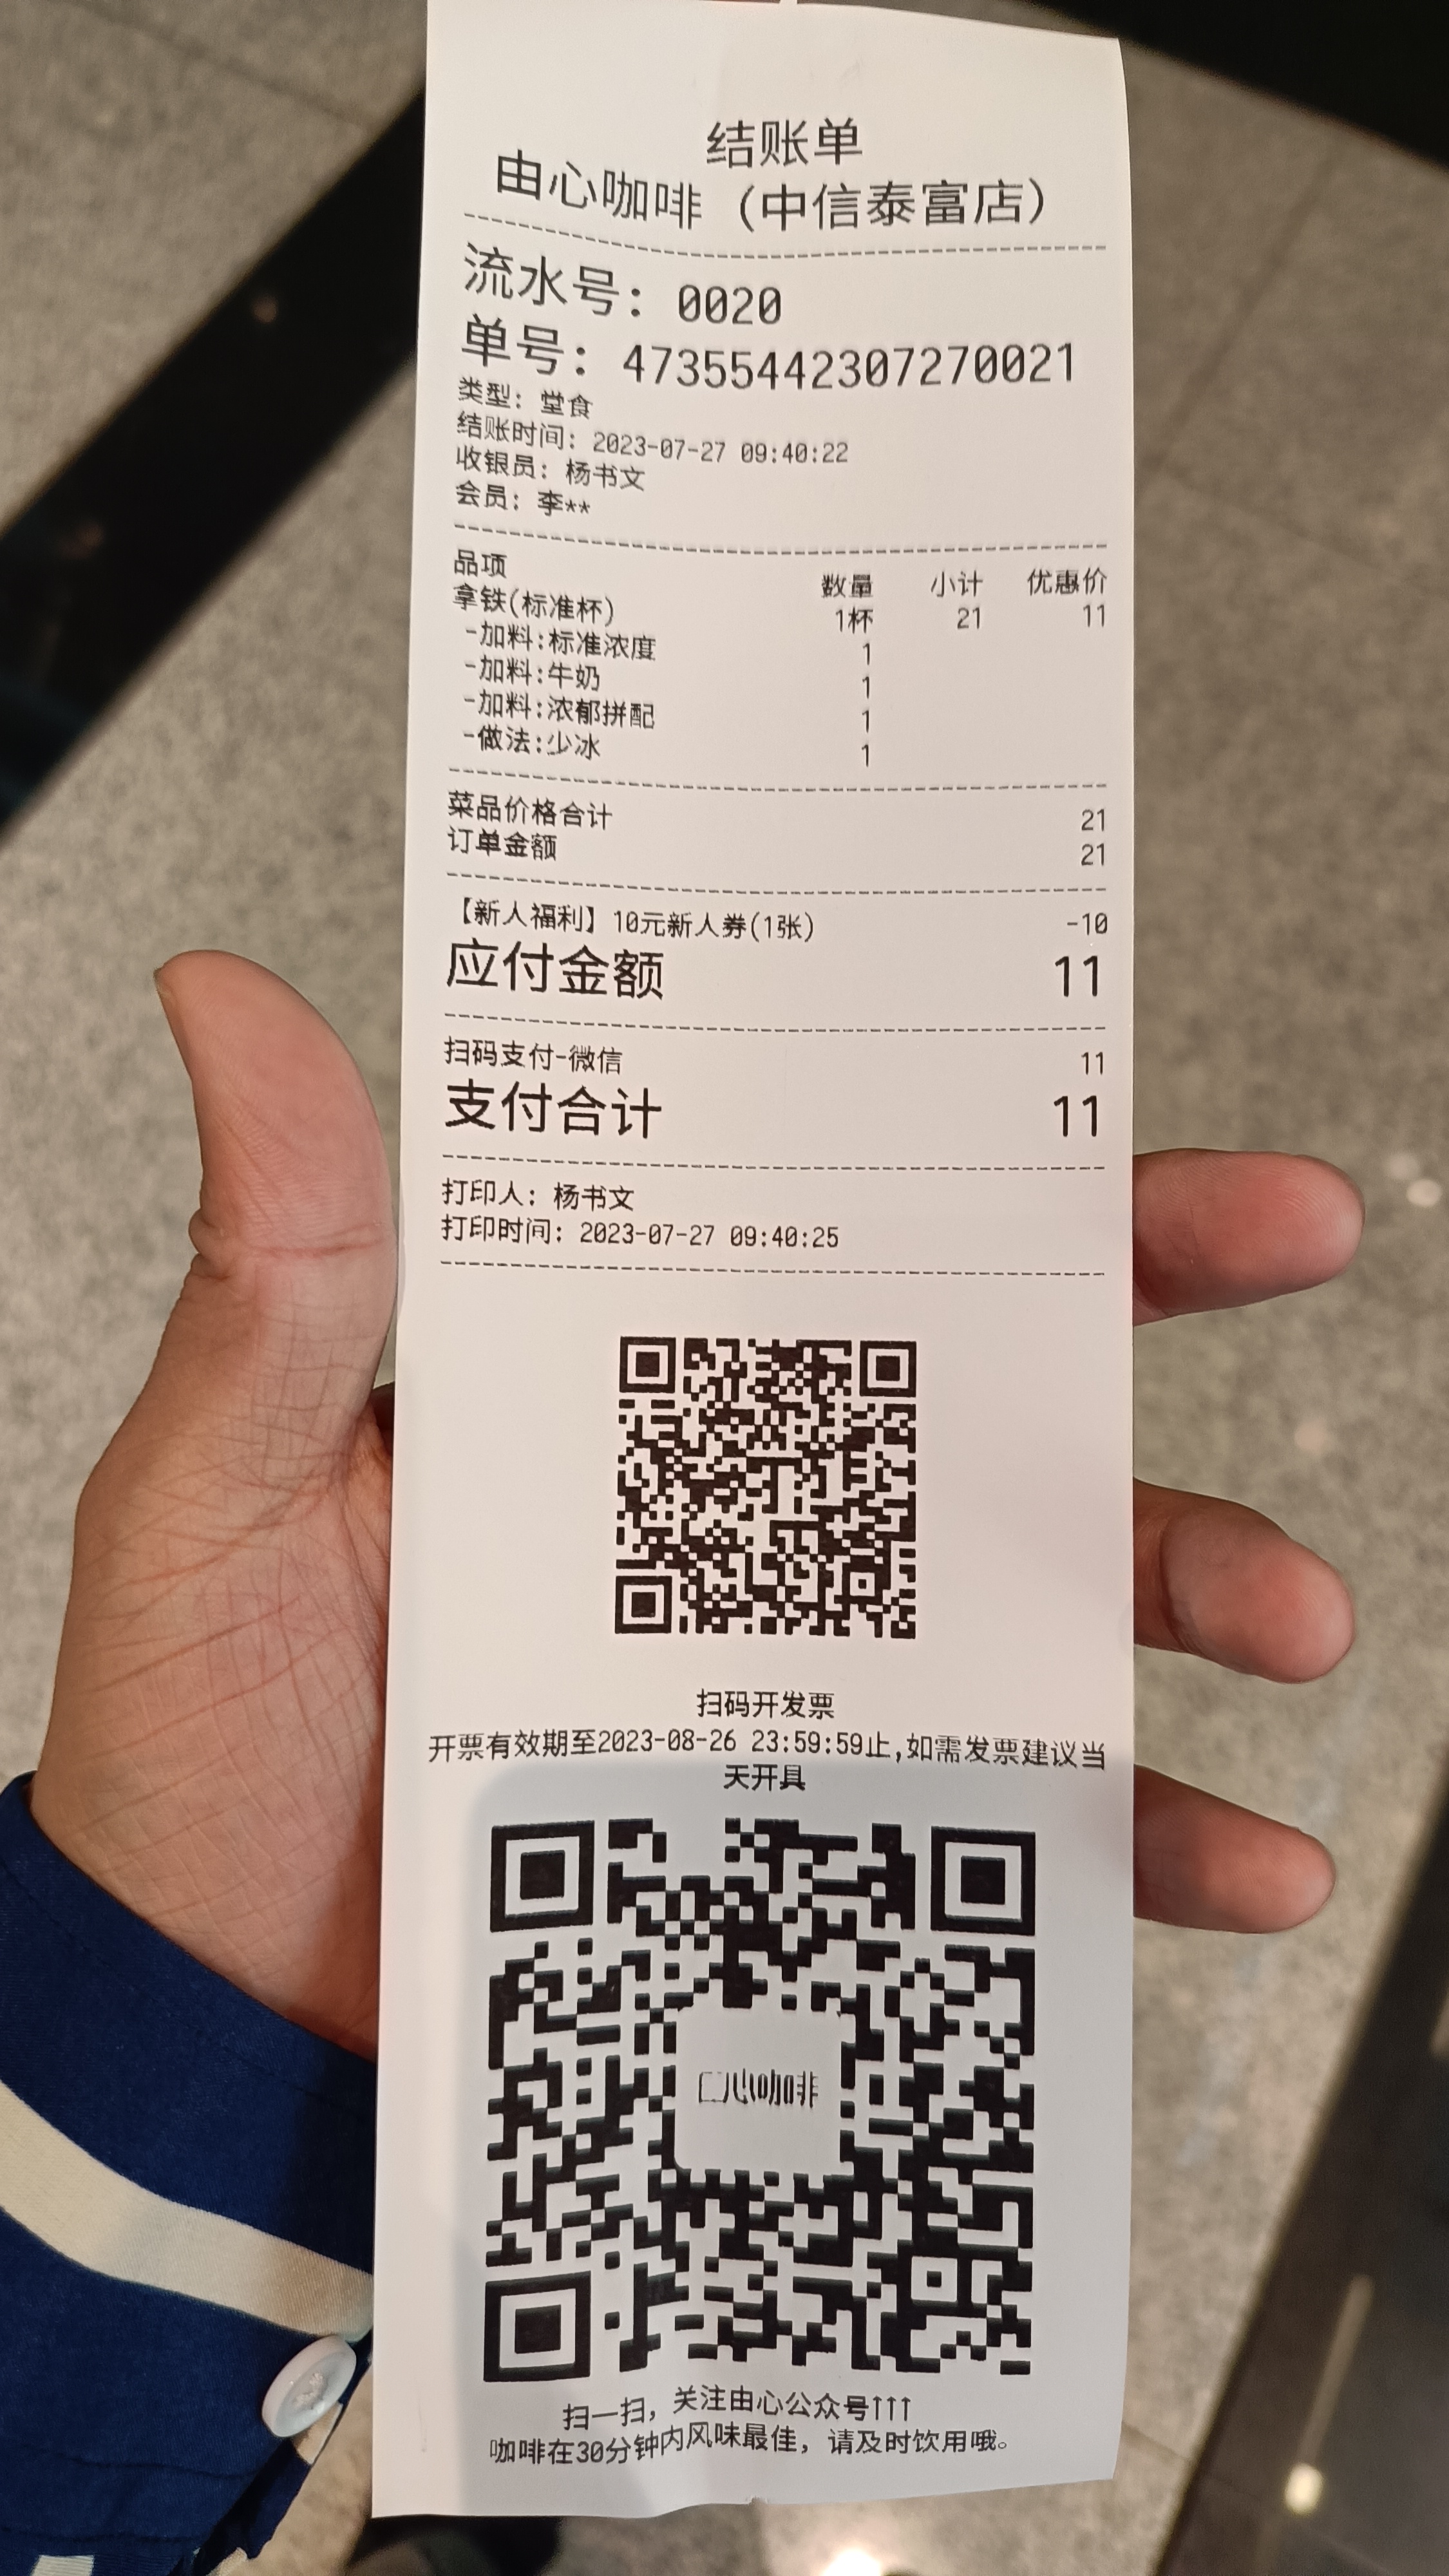 结账单
由心咖啡（中信泰富店）
流水号：0020
单号：47355442307270021
类型：堂食
结账时间：2023-07-27 09:40:22
收银员：杨书文
会员：李**
品项 数量 小计 优惠价
拿铁(标准杯) 1杯 21 11
-加料:标准浓度 1
-加料:牛奶 1
-加料:浓郁拼配 1
-做法:少冰 1
菜品价格合计 21
订单金额 21
【新人福利】10元新人券(1张) -10
应付金额 11
扫码支付-微信 11
支付合计 11
打印人：杨书文
打印时间：2023-07-27 09:40:25
扫码开发票
开票有效期至2023-08-26 23:59:59止,如需发票建议当
天开具
心咖啡
扫一扫，关注由心公众号↑↑↑
咖啡在30分钟内风味最佳，请及时饮用哦。